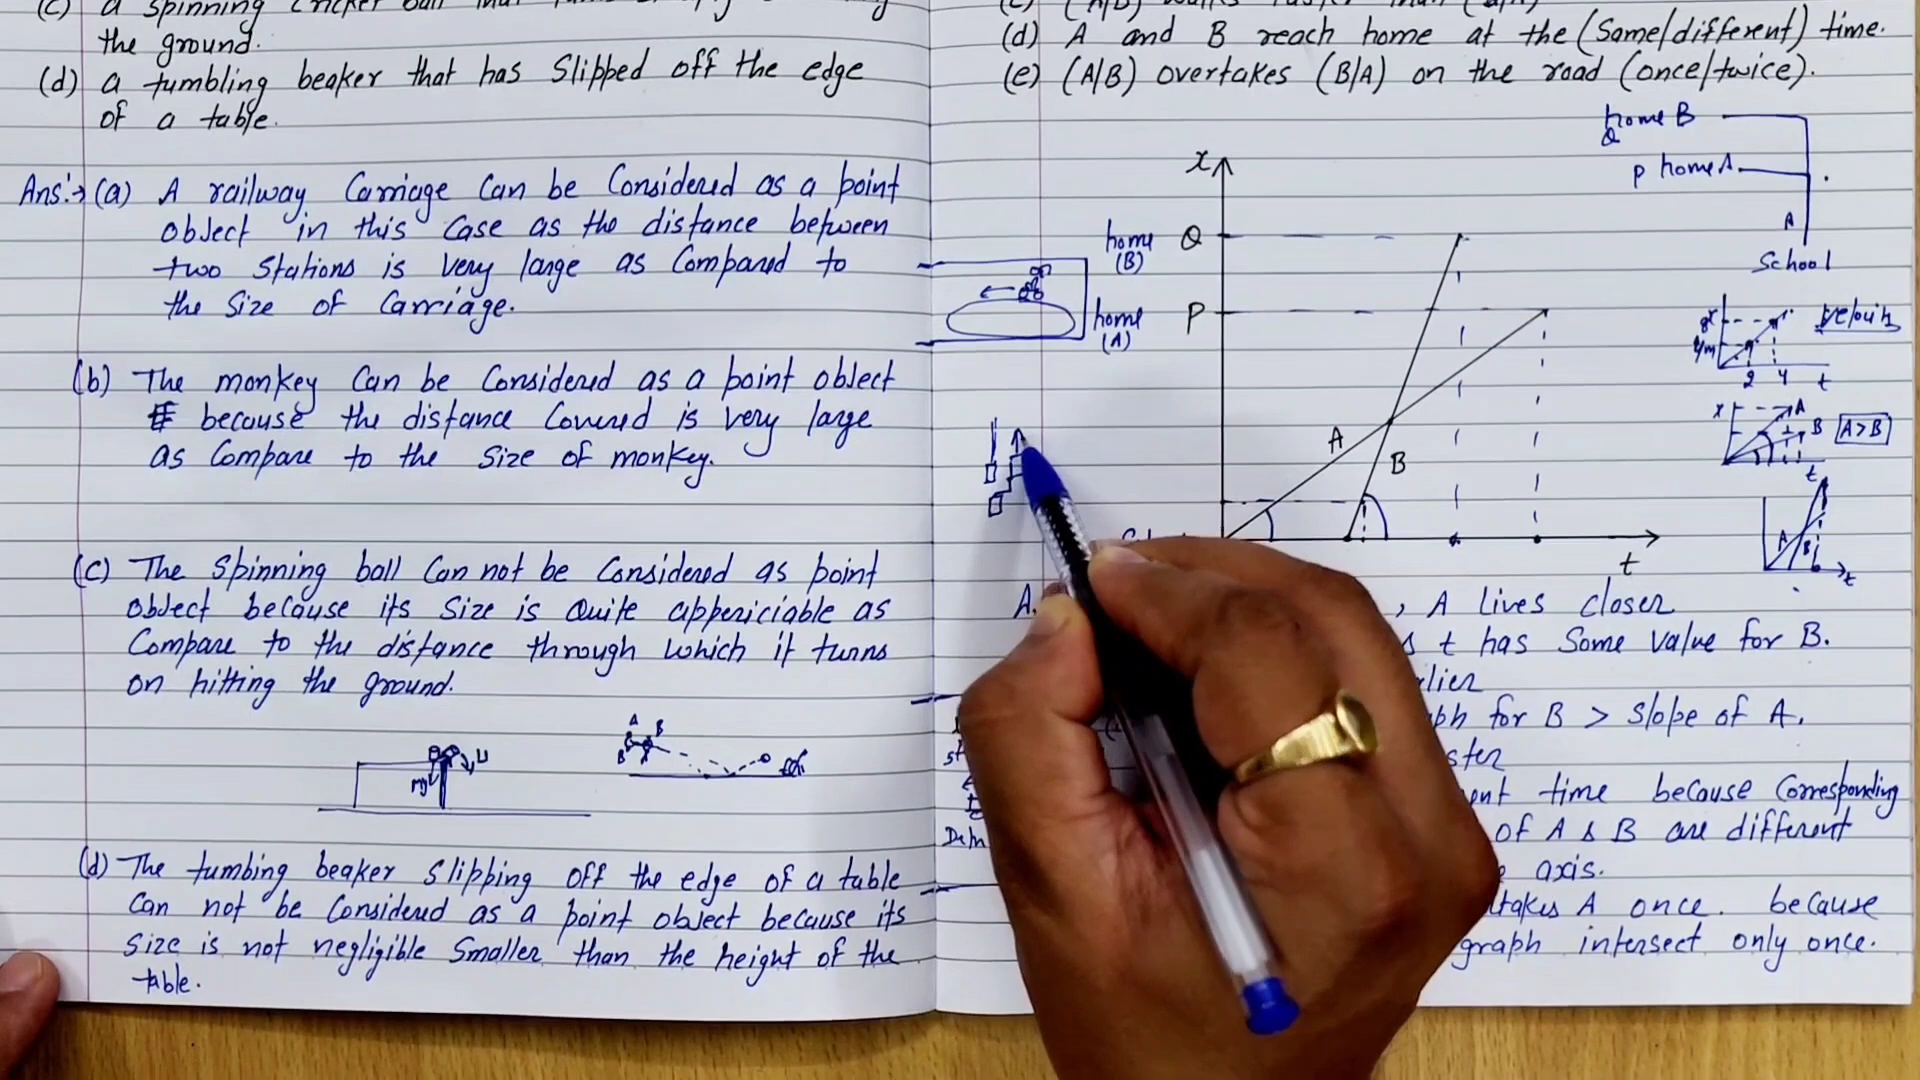 the ground.
(d) a tumbling beaker that has Slipped off the edge
of a table.
Ans:→ (a) A railway Carriage Can be Considered as a point
object in this Case as the distance between
two Stations is very large as Compared to
the Size of Carriage.
(b) The monkey Can be Considered as a point object
because the distance Covered is very large
as Compare to the Size of monkey.
(c) The Spinning ball Can not be Considered as point
object because its Size is Quite appericiable as
Compare to the distance through which it turns
on hitting the ground.
A B
B
mg
(d) The tumbing beaker Slipping off the edge of a table
Can not be Considered as a point object because its
Size is not negligible Smaller than the height of the
table.
(d) A and B reach home at the (Same/different) time.
(e) (A/B) overtakes (B/A) on the road (once/twice).
home B
Q
P home A
A
School
x
home Q
(B)
home P
(A)
A
B
t
x
2 4 t
x A
B A>B
t
A B
t
A.
, A lives closer
t has Some value for B.
for B > Slope of A.
time because Corresponding
of A & B are different
axis.
A once. because
graph intersect only once.